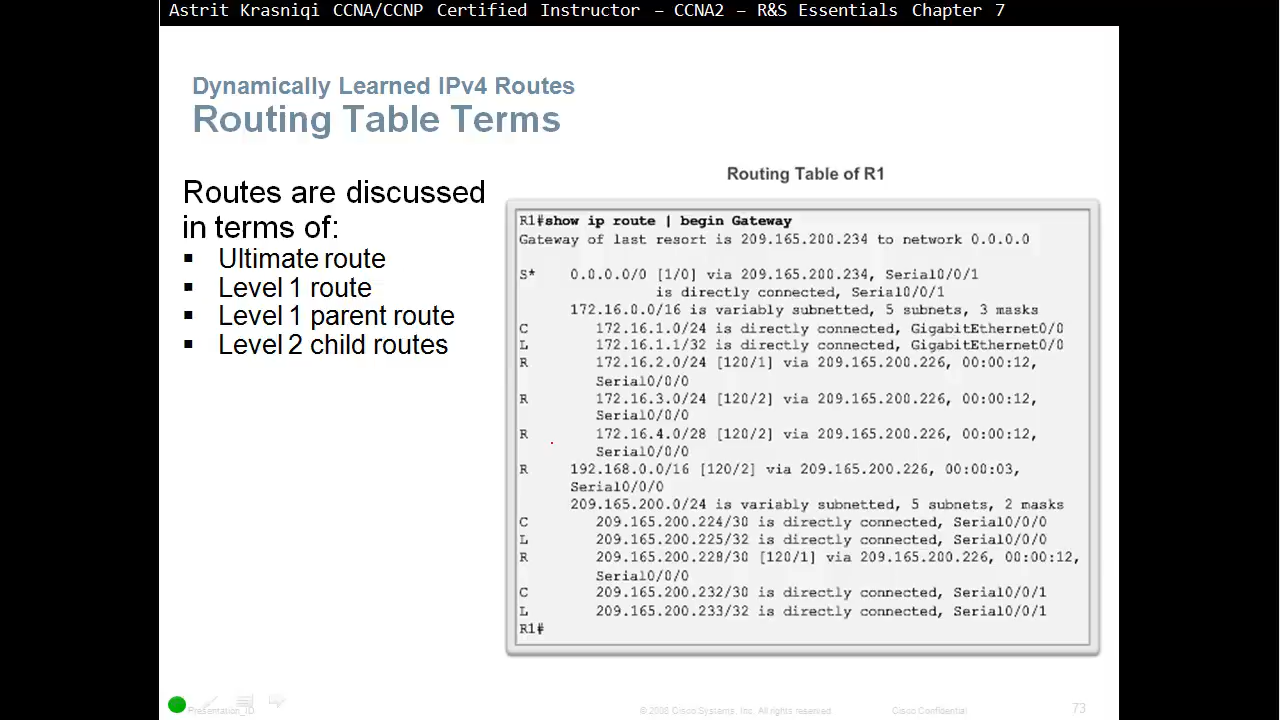 Astrit Krasniqi CCNA/CCNP Certified Instructor – CCNA2 – R&S Essentials Chapter 7
Dynamically Learned IPv4 Routes
Routing Table Terms
Routes are discussed
in terms of:
▪ Ultimate route
▪ Level 1 route
▪ Level 1 parent route
▪ Level 2 child routes
Routing Table of R1
R1#show ip route | begin Gateway
Gateway of last resort is 209.165.200.234 to network 0.0.0.0
S* 0.0.0.0/0 [1/0] via 209.165.200.234, Serial0/0/1
is directly connected, Serial0/0/1
172.16.0.0/16 is variably subnetted, 5 subnets, 3 masks
C 172.16.1.0/24 is directly connected, GigabitEthernet0/0
L 172.16.1.1/32 is directly connected, GigabitEthernet0/0
R 172.16.2.0/24 [120/1] via 209.165.200.226, 00:00:12,
Serial0/0/0
R 172.16.3.0/24 [120/2] via 209.165.200.226, 00:00:12,
Serial0/0/0
R 172.16.4.0/28 [120/2] via 209.165.200.226, 00:00:12,
Serial0/0/0
R 192.168.0.0/16 [120/2] via 209.165.200.226, 00:00:03,
Serial0/0/0
209.165.200.0/24 is variably subnetted, 5 subnets, 2 masks
C 209.165.200.224/30 is directly connected, Serial0/0/0
L 209.165.200.225/32 is directly connected, Serial0/0/0
R 209.165.200.228/30 [120/1] via 209.165.200.226, 00:00:12,
Serial0/0/0
C 209.165.200.232/30 is directly connected, Serial0/0/1
L 209.165.200.233/32 is directly connected, Serial0/0/1
R1#
Presentation_ID
© 2008 Cisco Systems, Inc. All rights reserved.
Cisco Confidential
73